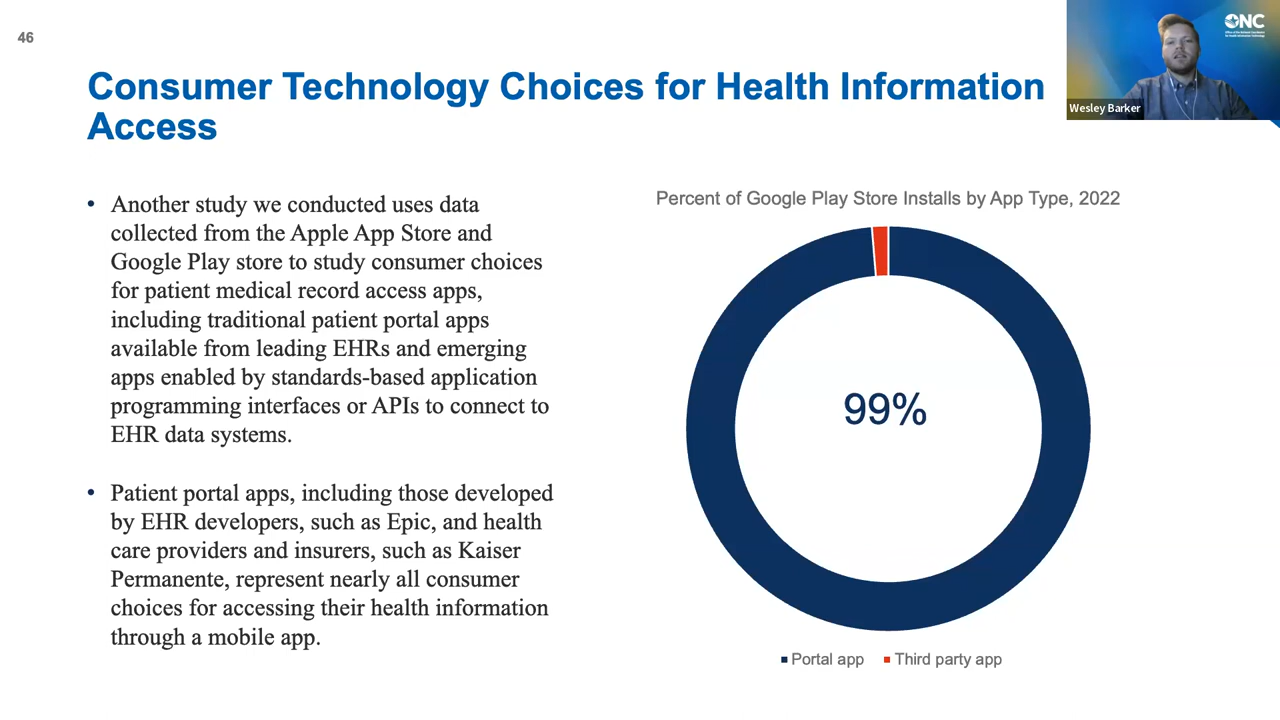 46
Consumer Technology Choices for Health Information
Access
ONC
Wesley Barker
• Another study we conducted uses data
collected from the Apple App Store and
Google Play store to study consumer choices
for patient medical record access apps,
including traditional patient portal apps
available from leading EHRs and emerging
apps enabled by standards-based application
programming interfaces or APIs to connect to
EHR data systems.
• Patient portal apps, including those developed
by EHR developers, such as Epic, and health
care providers and insurers, such as Kaiser
Permanente, represent nearly all consumer
choices for accessing their health information
through a mobile app.
Percent of Google Play Store Installs by App Type, 2022
99%
Portal app
Third party app